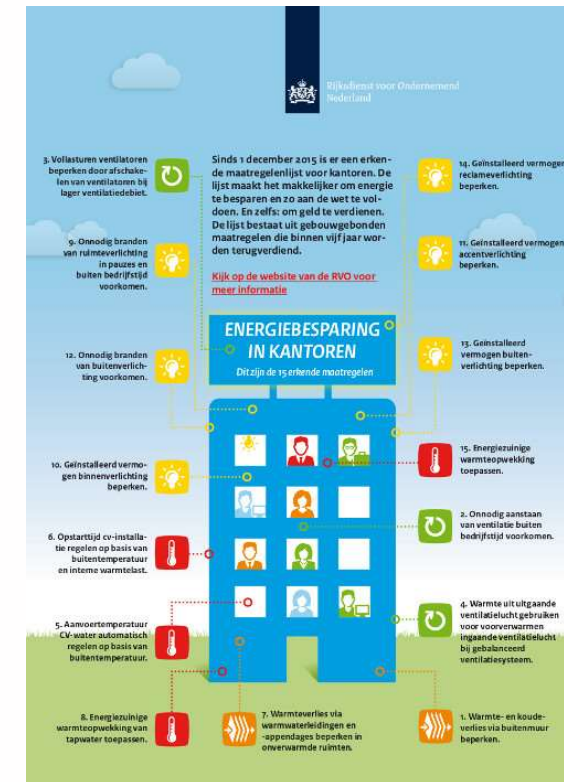 Rijksdienst voor Ondernemend
Nederland
3. Vollasturen ventilatoren
beperken door afschake-
len van ventilatoren bij
lager ventilatiedebiet.
Sinds 1 december 2015 is er een erken-
de maatregelenlijst voor kantoren. De
lijst maakt het makkelijker om energie
te besparen en zo aan de wet te vol-
doen. En zelfs: om geld te verdienen.
De lijst bestaat uit gebouwgebonden
maatregelen die binnen vijf jaar wor-
den terugverdiend.
Kijk op de website van de RVO voor
meer informatie
14. Geïnstalleerd vermogen
reclameverlichting
beperken.
9. Onnodig branden
van ruimteverlichting
in pauzes en
buiten bedrijfstijd
voorkomen.
11. Geïnstalleerd vermogen
accentverlichting
beperken.
ENERGIEBESPARING
IN KANTOREN
Dit zijn de 15 erkende maatregelen
12. Onnodig branden
van buitenverlich-
ting voorkomen.
13. Geïnstalleerd
vermogen buiten-
verlichting beperken.
10. Geïnstalleerd vermo-
gen binnenverlichting
beperken.
15. Energiezuinige
warmteopwekking
toepassen.
2. Onnodig aanstaan
van ventilatie buiten
bedrijfstijd voorkomen.
6. Opstarttijd cv-installa-
tie regelen op basis van
buitentemperatuur
en interne warmtelast.
5. Aanvoertemperatuur
CV-water automatisch
regelen op basis van
buitentemperatuur.
4. Warmte uit uitgaande
ventilatielucht gebruiken
voor voorverwarmen
ingaande ventilatielucht
bij gebalanceerd
ventilatiesysteem.
8. Energiezuinige
warmteopwekking van
tapwater toepassen.
7. Warmteverlies via
warmwaterleidingen en
-appendages beperken in
onverwarmde ruimten.
1. Warmte- en koude-
verlies via buitenmuur
beperken.